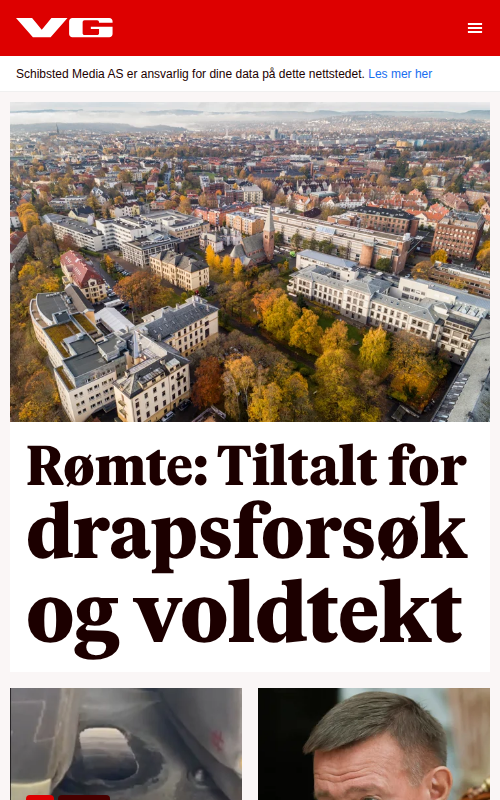 VG
Schibsted Media AS er ansvarlig for dine data på dette nettstedet. Les mer her
Rømte: Tiltalt for
drapsforsøk
og voldtekt